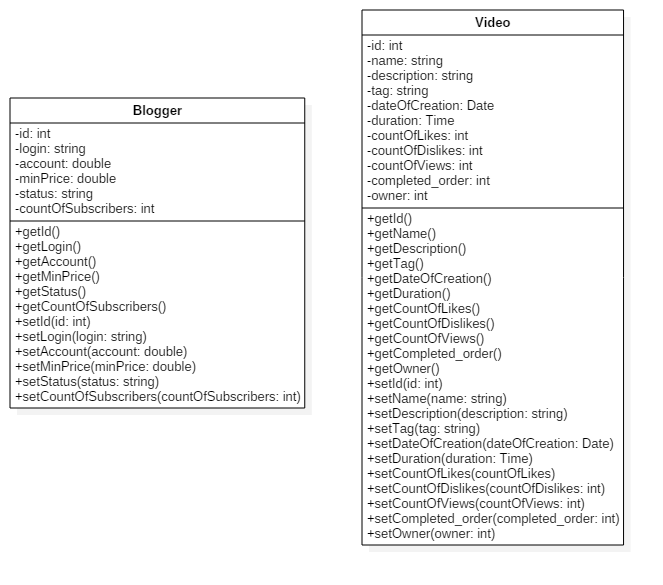 Blogger
-id: int
-login: string
-account: double
-minPrice: double
-status: string
-countOfSubscribers: int
+getId()
+getLogin()
+getAccount()
+getMinPrice()
+getStatus()
+getCountOfSubscribers()
+setId(id: int)
+setLogin(login: string)
+setAccount(account: double)
+setMinPrice(minPrice: double)
+setStatus(status: string)
+setCountOfSubscribers(countOfSubscribers: int)
Video
-id: int
-name: string
-description: string
-tag: string
-dateOfCreation: Date
-duration: Time
-countOfLikes: int
-countOfDislikes: int
-countOfViews: int
-completed_order: int
-owner: int
+getId()
+getName()
+getDescription()
+getTag()
+getDateOfCreation()
+getDuration()
+getCountOfLikes()
+getCountOfDislikes()
+getCountOfViews()
+getCompleted_order()
+getOwner()
+setId(id: int)
+setName(name: string)
+setDescription(description: string)
+setTag(tag: string)
+setDateOfCreation(dateOfCreation: Date)
+setDuration(duration: Time)
+setCountOfLikes(countOfLikes)
+setCountOfDislikes(countOfDislikes: int)
+setCountOfViews(countOfViews: int)
+setCompleted_order(completed_order: int)
+setOwner(owner: int)